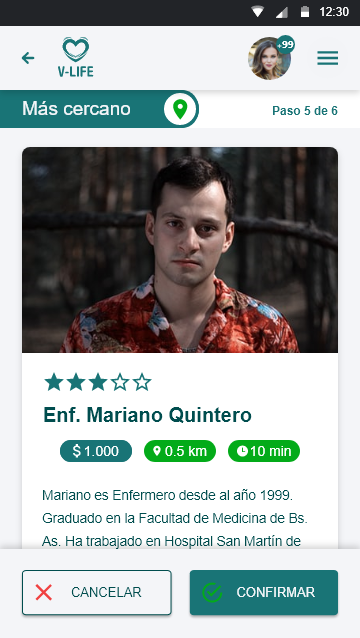 12:30
V-LIFE
+99
Más cercano
Paso 5 de 6
Enf. Mariano Quintero
$ 1.000
0.5 km
10 min
Mariano es Enfermero desde al año 1999.
Graduado en la Facultad de Medicina de Bs.
As. Ha trabajado en Hospital San Martín de
CANCELAR
CONFIRMAR